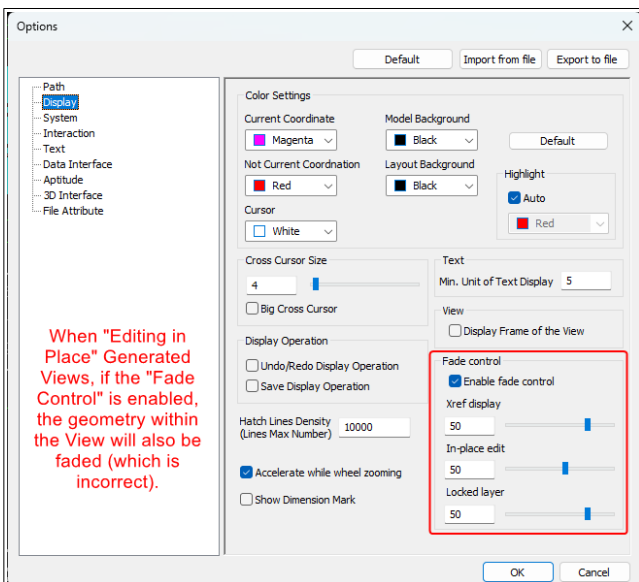 Options
Default
Import from file
Export to file
Path
Display
System
Interaction
Text
Data Interface
Aptitude
3D Interface
File Attribute
When "Editing in
Place" Generated
Views, if the "Fade
Control" is enabled,
the geometry within
the View will also be
faded (which is
incorrect).
Color Settings
Current Coordinate
Model Background
Magenta
Black
Default
Not Current Coordnation
Layout Background
Red
Black
Highlight
Auto
Red
Cursor
White
Cross Cursor Size
4
Big Cross Cursor
Text
Min. Unit of Text Display
5
View
Display Frame of the View
Display Operation
Undo/Redo Display Operation
Save Display Operation
Hatch Lines Density
(Lines Max Number)
10000
Accelerate while wheel zooming
Show Dimension Mark
Fade control
Enable fade control
Xref display
50
In-place edit
50
Locked layer
50
OK
Cancel